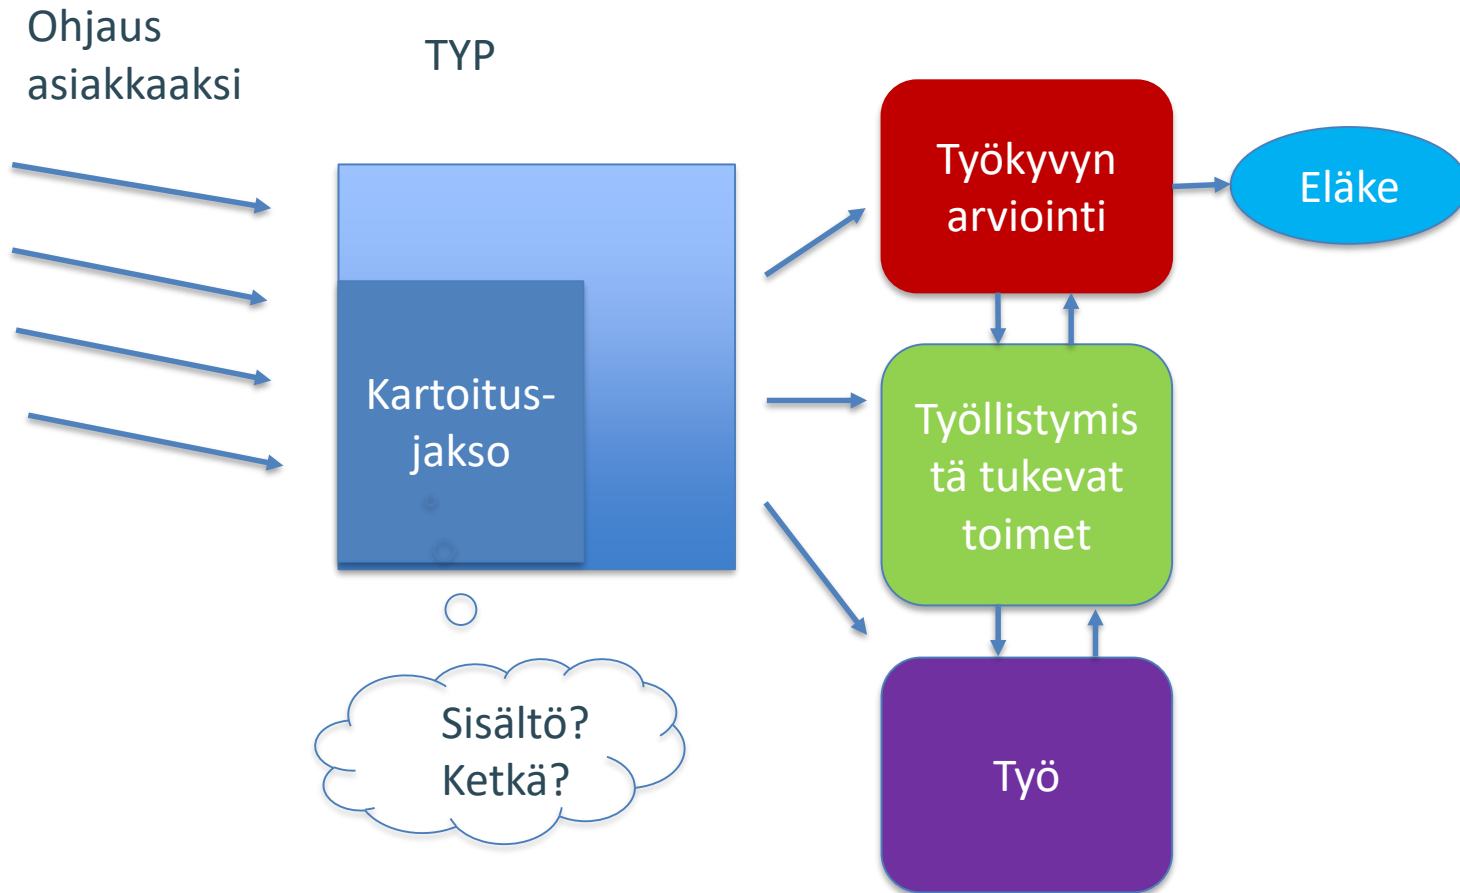 Ohjaus
asiakkaaksi
TYP
Kartoitus-
jakso
Sisältö?
Ketkä?
Työkyvyn
arviointi
Eläke
Työllistymis
tä tukevat
toimet
Työ